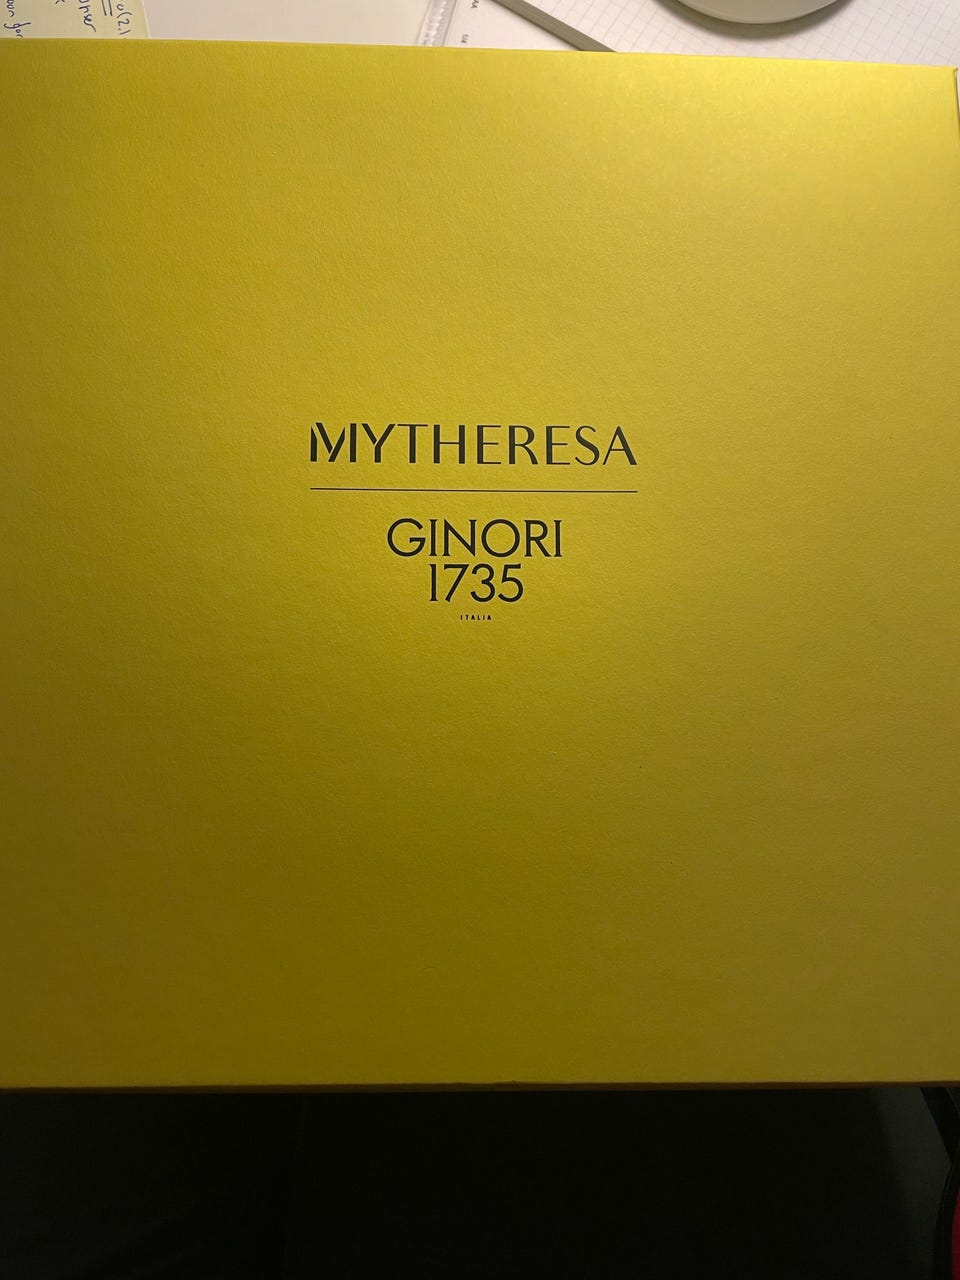 MYTHERESA
GINORI
1735
ITALIA